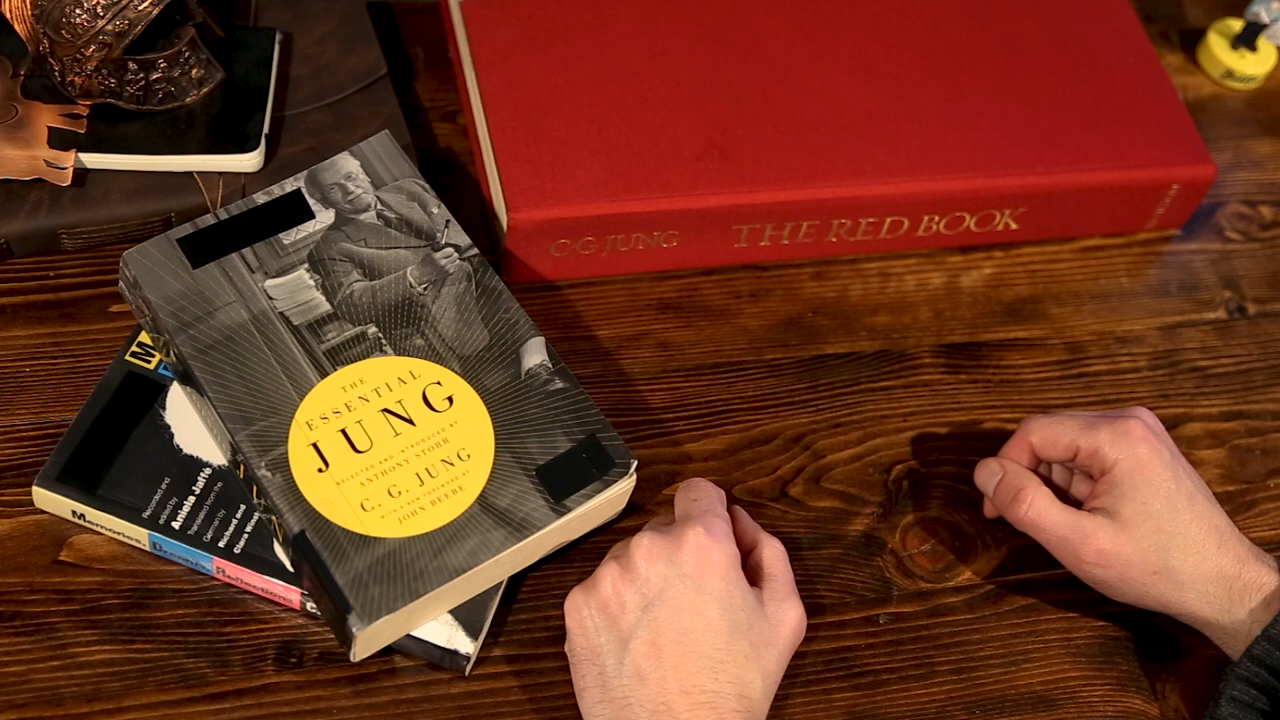 C·G·JUNG
THE RED BOOK
THE
ESSENTIAL
JUNG
SELECTED AND INTRODUCED BY
ANTHONY STORR
C. G. JUNG
WITH A NEW FOREWORD BY
JOHN BEEBE
M
Recorded and
edited by
Aniela Jaffé
Translated from the
German by
Richard and
Clara
Memories,
Dreams,
Reflections